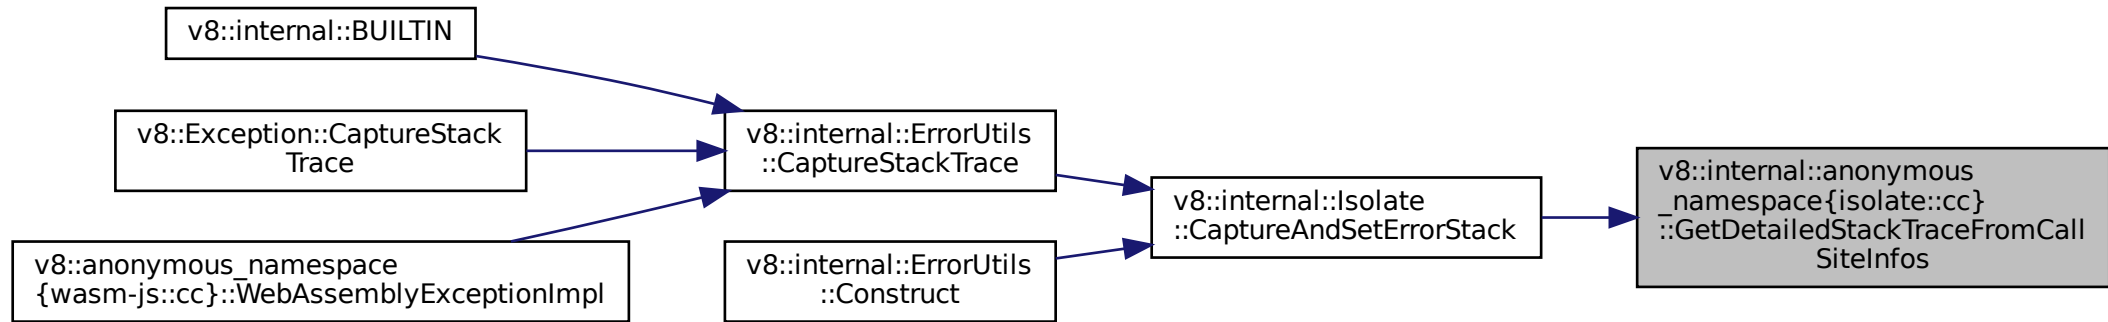 v8::internal::BUILTIN
v8::Exception::CaptureStack
Trace
v8::anonymous_namespace
{wasm-js::cc}::WebAssemblyExceptionImpl
v8::internal::ErrorUtils
::CaptureStackTrace
v8::internal::ErrorUtils
::Construct
v8::internal::Isolate
::CaptureAndSetErrorStack
v8::internal::anonymous
_namespace{isolate::cc}
::GetDetailedStackTraceFromCall
SiteInfos